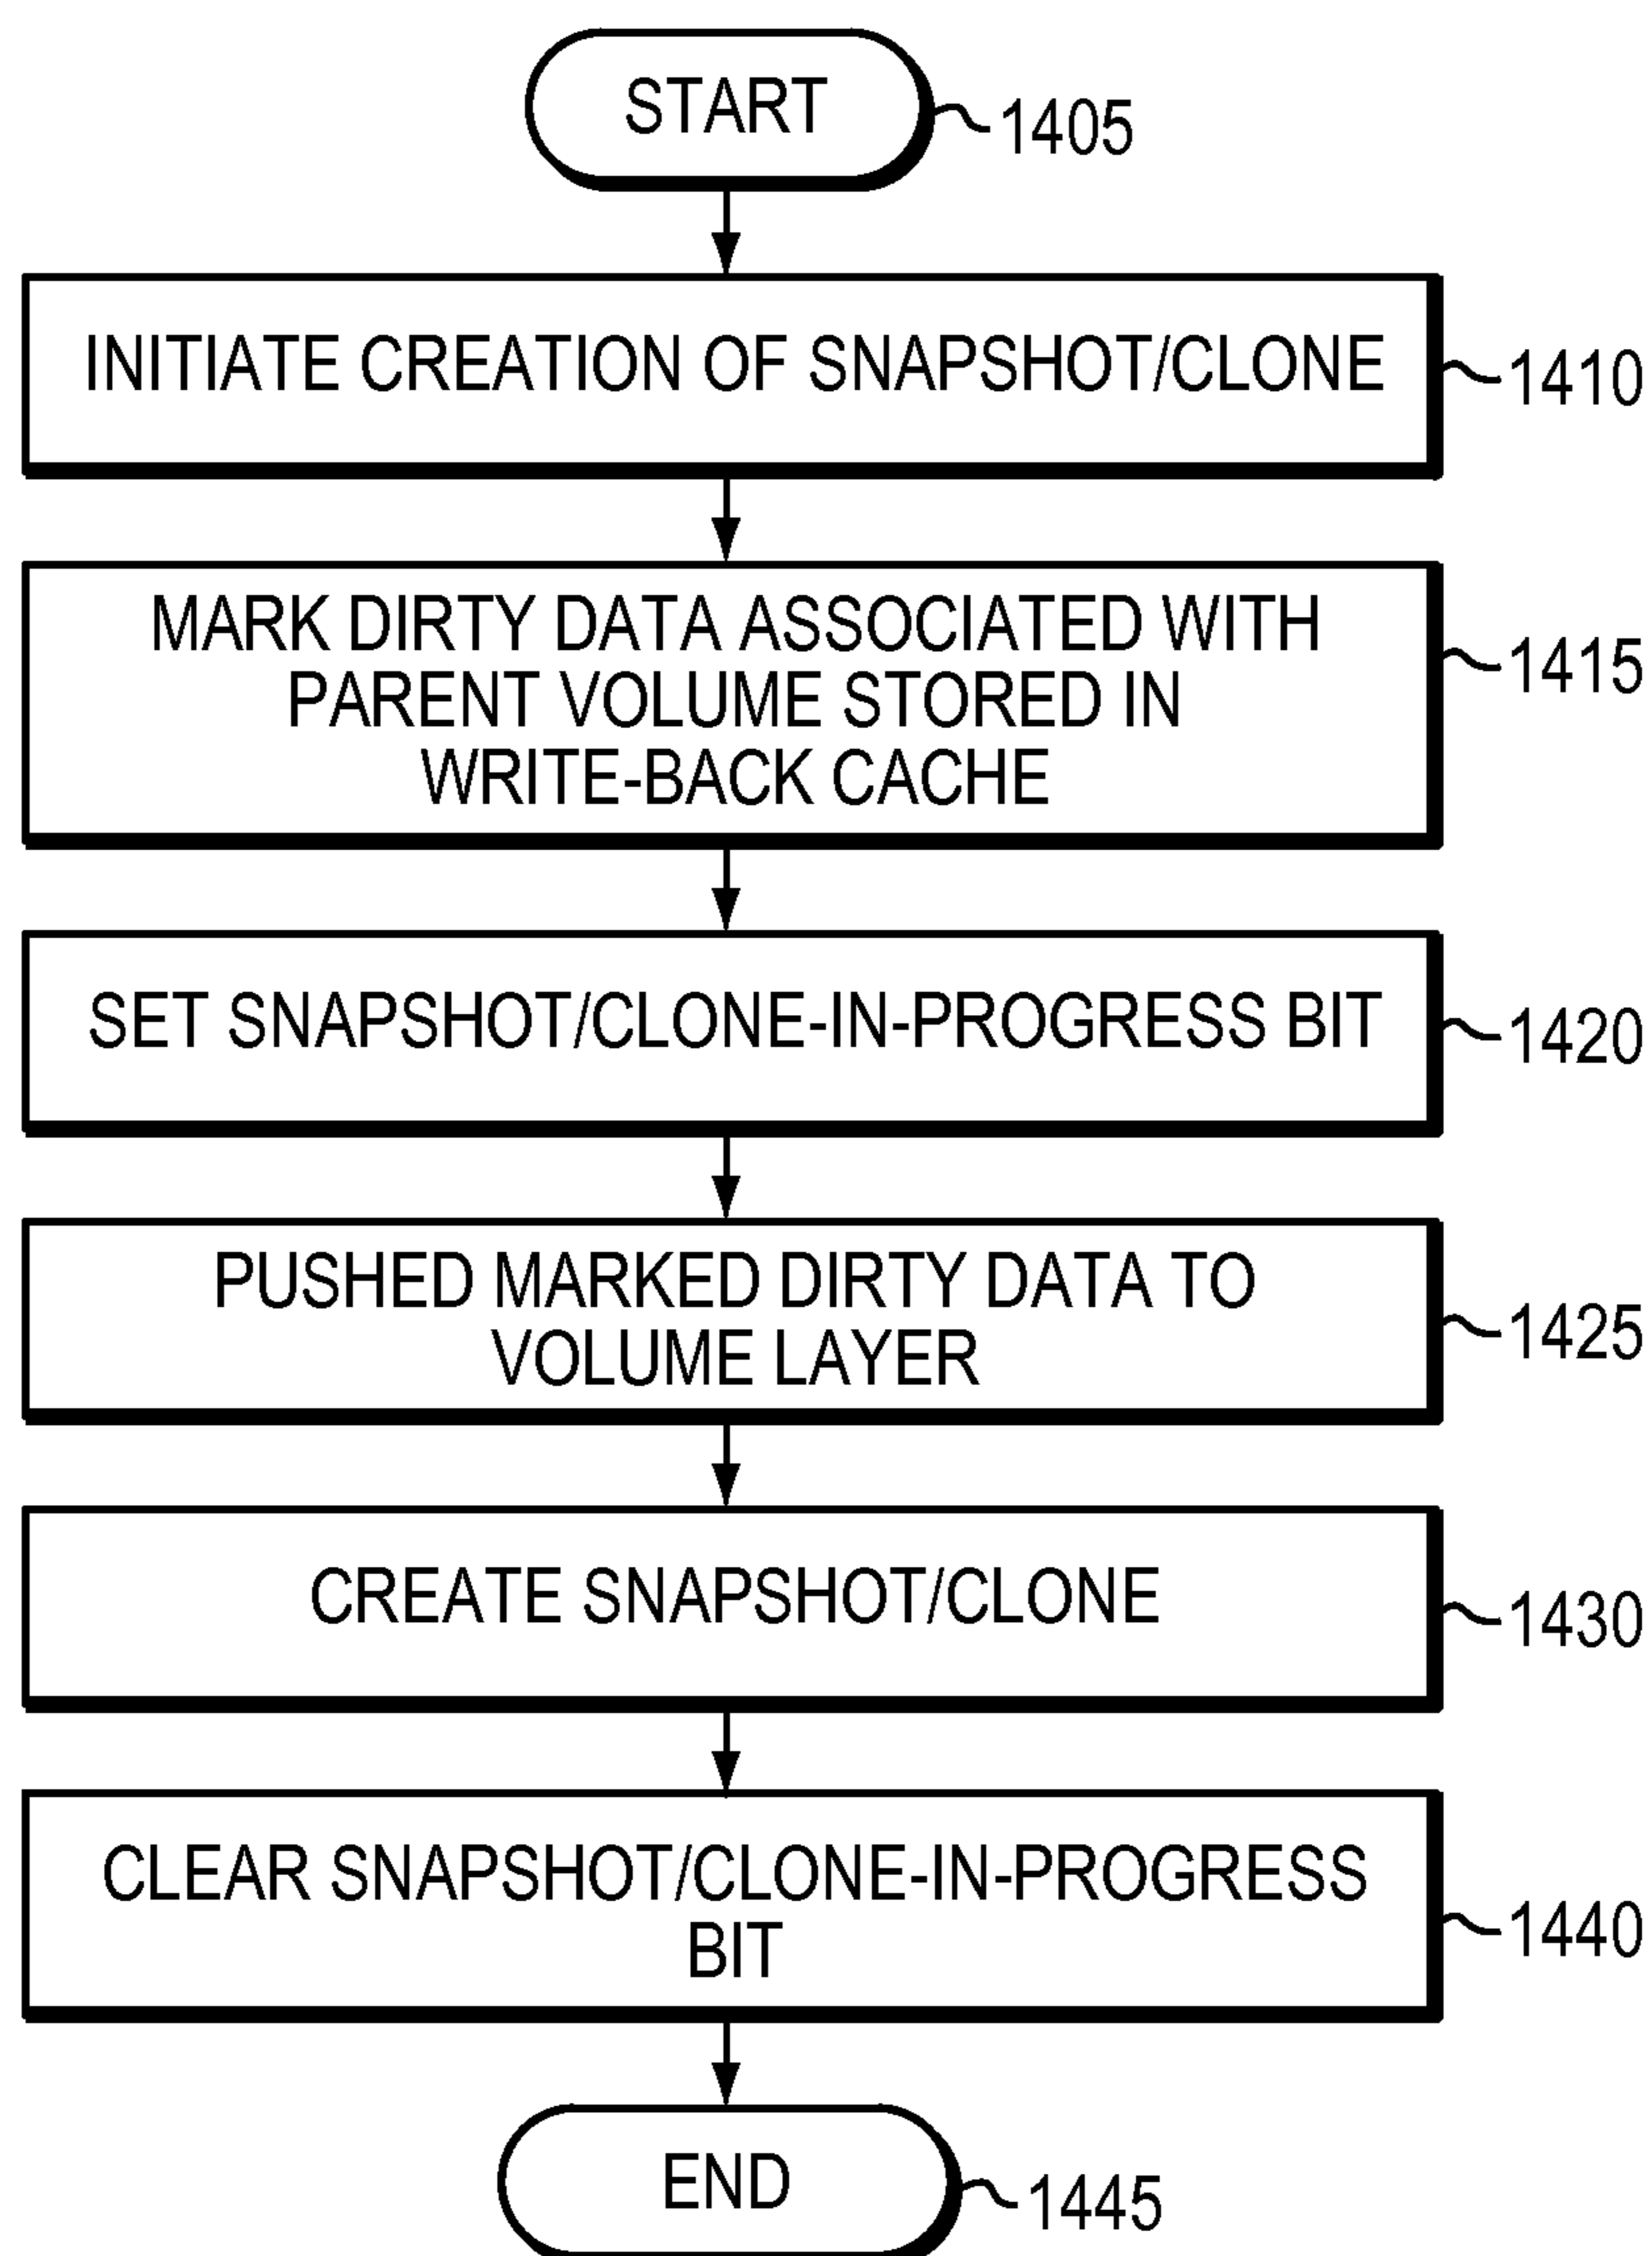 START
1405
INITIATE CREATION OF SNAPSHOT/CLONE
1410
MARK DIRTY DATA ASSOCIATED WITH
PARENT VOLUME STORED IN
WRITE-BACK CACHE
1415
SET SNAPSHOT/CLONE-IN-PROGRESS BIT
1420
PUSHED MARKED DIRTY DATA TO
VOLUME LAYER
1425
CREATE SNAPSHOT/CLONE
1430
CLEAR SNAPSHOT/CLONE-IN-PROGRESS
BIT
1440
END
1445